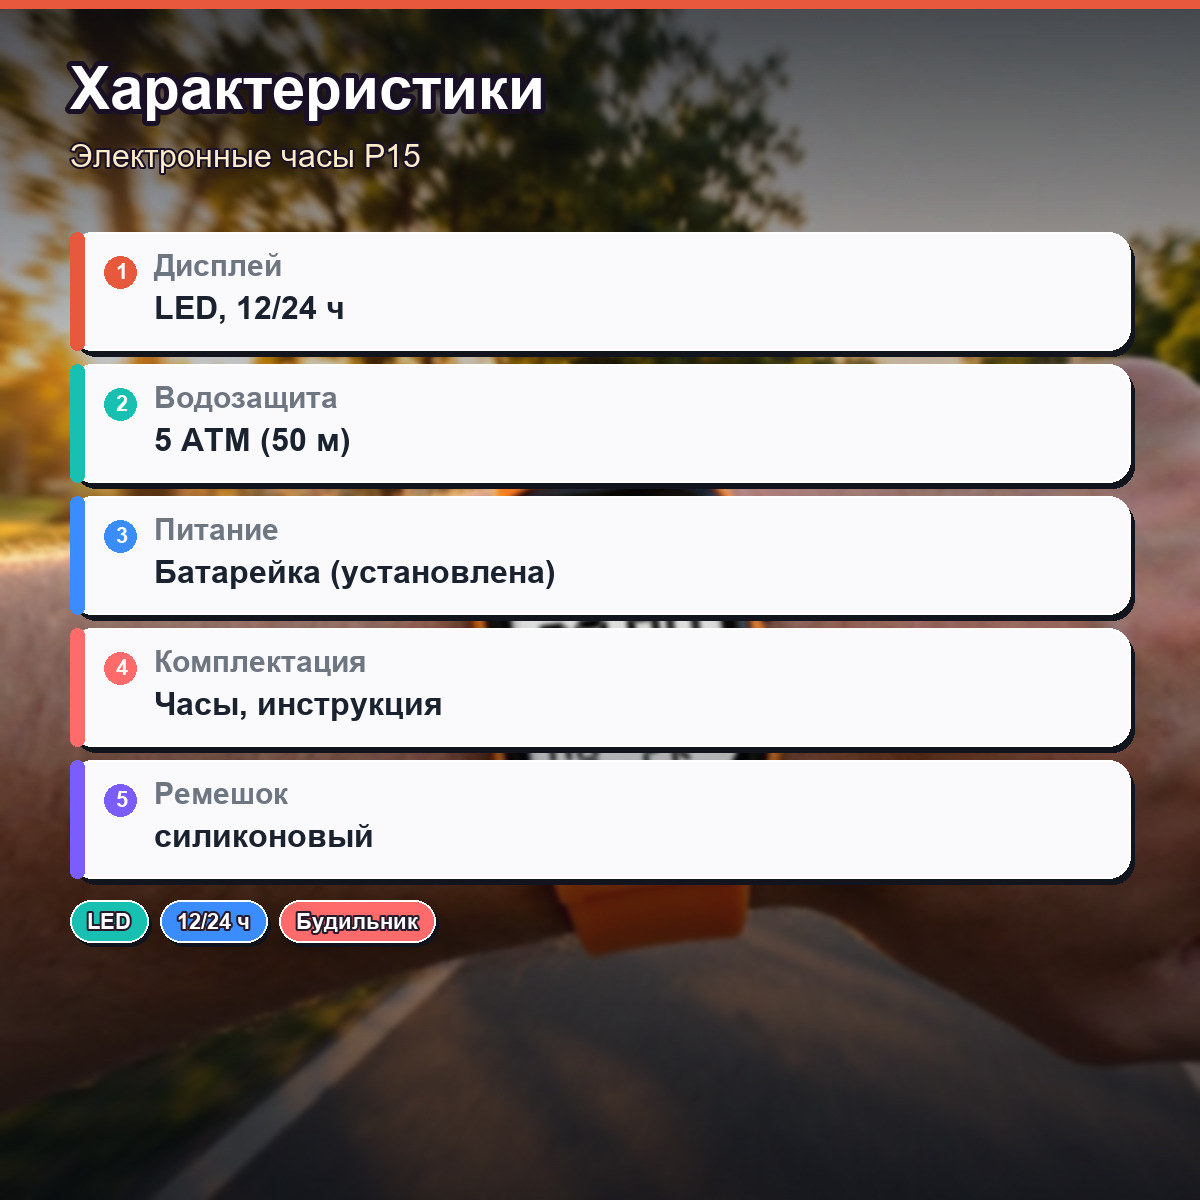 Характеристики
Электронные часы P15
1 Дисплей
LED, 12/24 ч
2 Водозащита
5 ATM (50 м)
3 Питание
Батарейка (установлена)
4 Комплектация
Часы, инструкция
5 Ремешок
силиконовый
LED 12/24 ч Будильник